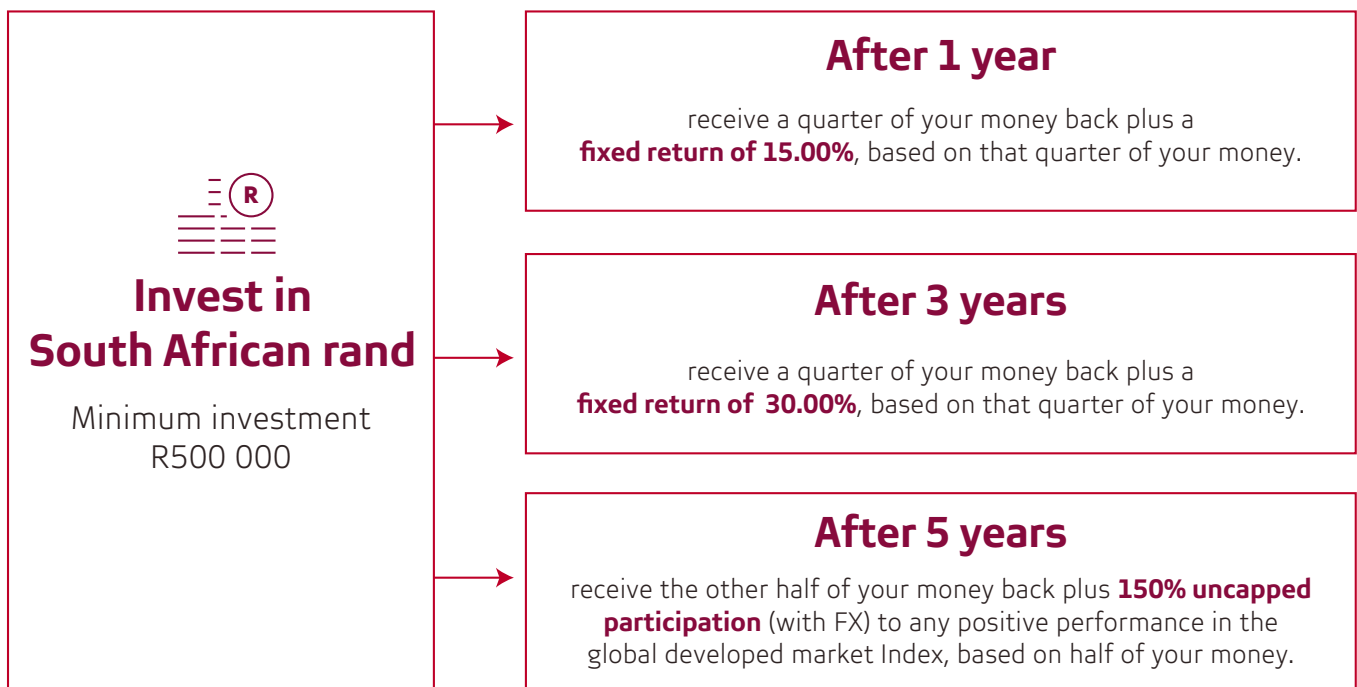 R
Invest in
South African rand
Minimum investment
R500 000
After 1 year
receive a quarter of your money back plus a
fixed return of 15.00%, based on that quarter of your money.
After 3 years
receive a quarter of your money back plus a
fixed return of 30.00%, based on that quarter of your money.
After 5 years
receive the other half of your money back plus 150% uncapped
participation (with FX) to any positive performance in the
global developed market Index, based on half of your money.